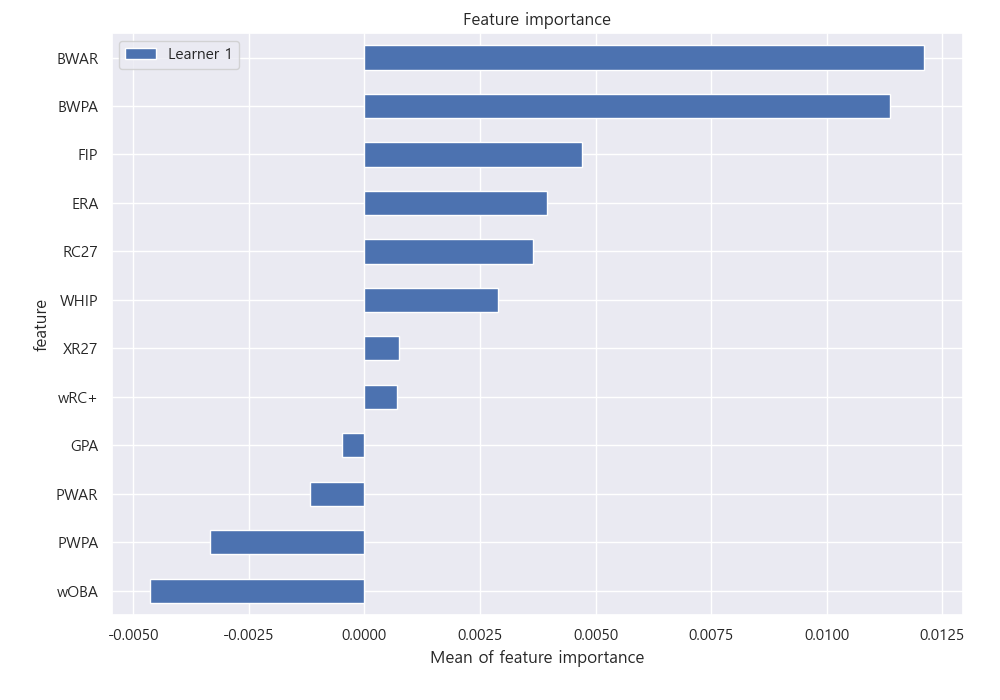 Feature importance
Learner 1
BWAR
BWPA
FIP
ERA
RC27
WHIP
XR27
wRC+
GPA
PWAR
PWPA
wOBA
feature
-0.0050 -0.0025 0.0000 0.0025 0.0050 0.0075 0.0100 0.0125
Mean of feature importance